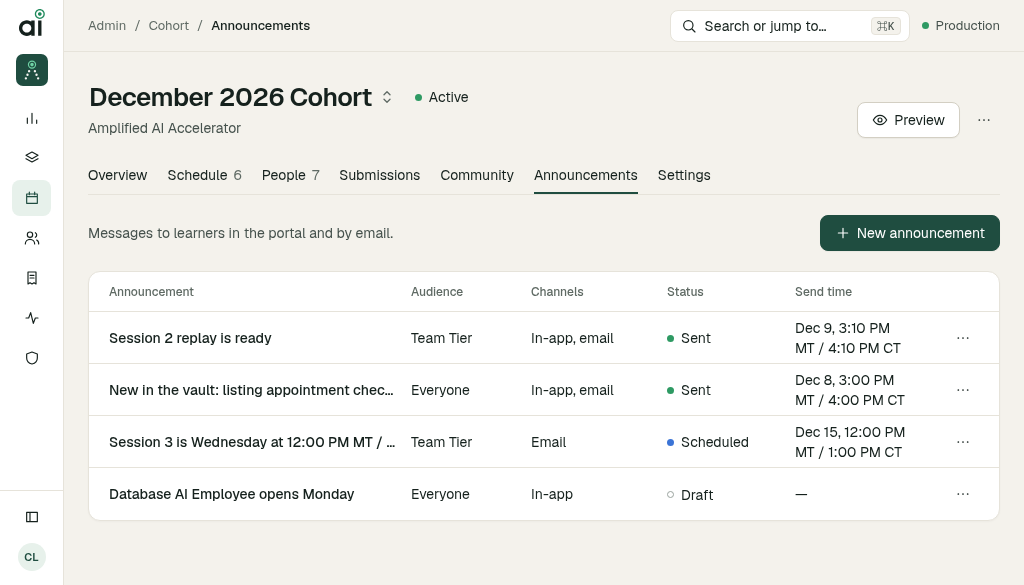 ai
Admin / Cohort / Announcements
Search or jump to...
⌘K
Production
December 2026 Cohort
Active
Amplified AI Accelerator
Preview
Overview
Schedule 6
People 7
Submissions
Community
Announcements
Settings
Messages to learners in the portal and by email.
New announcement
Announcement Audience Channels Status Send time
Session 2 replay is ready Team Tier In-app, email Sent Dec 9, 3:10 PM
MT / 4:10 PM CT
New in the vault: listing appointment chec... Everyone In-app, email Sent Dec 8, 3:00 PM
MT / 4:00 PM CT
Session 3 is Wednesday at 12:00 PM MT / ... Team Tier Email Scheduled Dec 15, 12:00 PM
MT / 1:00 PM CT
Database AI Employee opens Monday Everyone In-app Draft —
CL